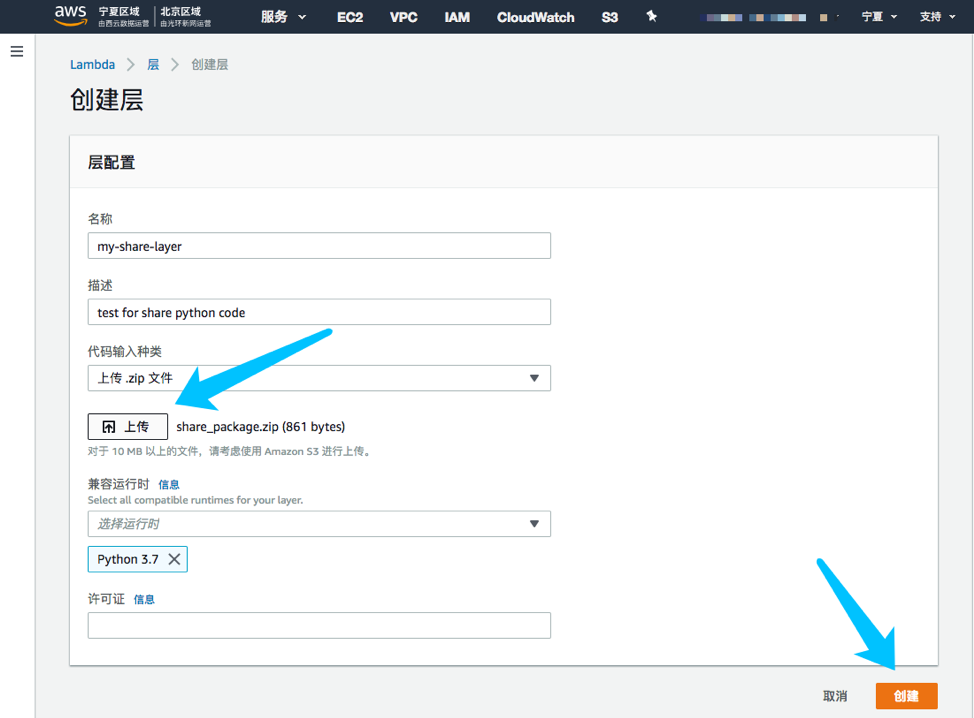 aws 宁夏区域 北京区域 服务 EC2 VPC IAM CloudWatch S3 宁夏 支持
由西云数据运营 由光环新网运营
Lambda > 层 > 创建层
创建层
层配置
名称
my-share-layer
描述
test for share python code
代码输入种类
上传 .zip 文件
上传 share_package.zip (861 bytes)
对于 10 MB 以上的文件，请考虑使用 Amazon S3 进行上传。
兼容运行时 信息
Select all compatible runtimes for your layer.
选择运行时
Python 3.7
许可证 信息
取消 创建